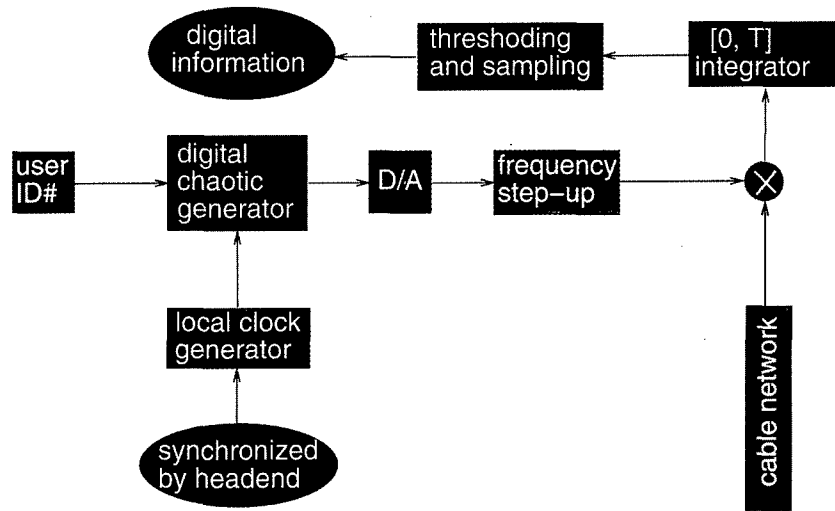 digital
information
thresholding
and sampling
[0, T]
integrator
user
ID#
digital
chaotic
generator
D/A
frequency
step-up
X
local clock
generator
synchronized
by headend
cable network